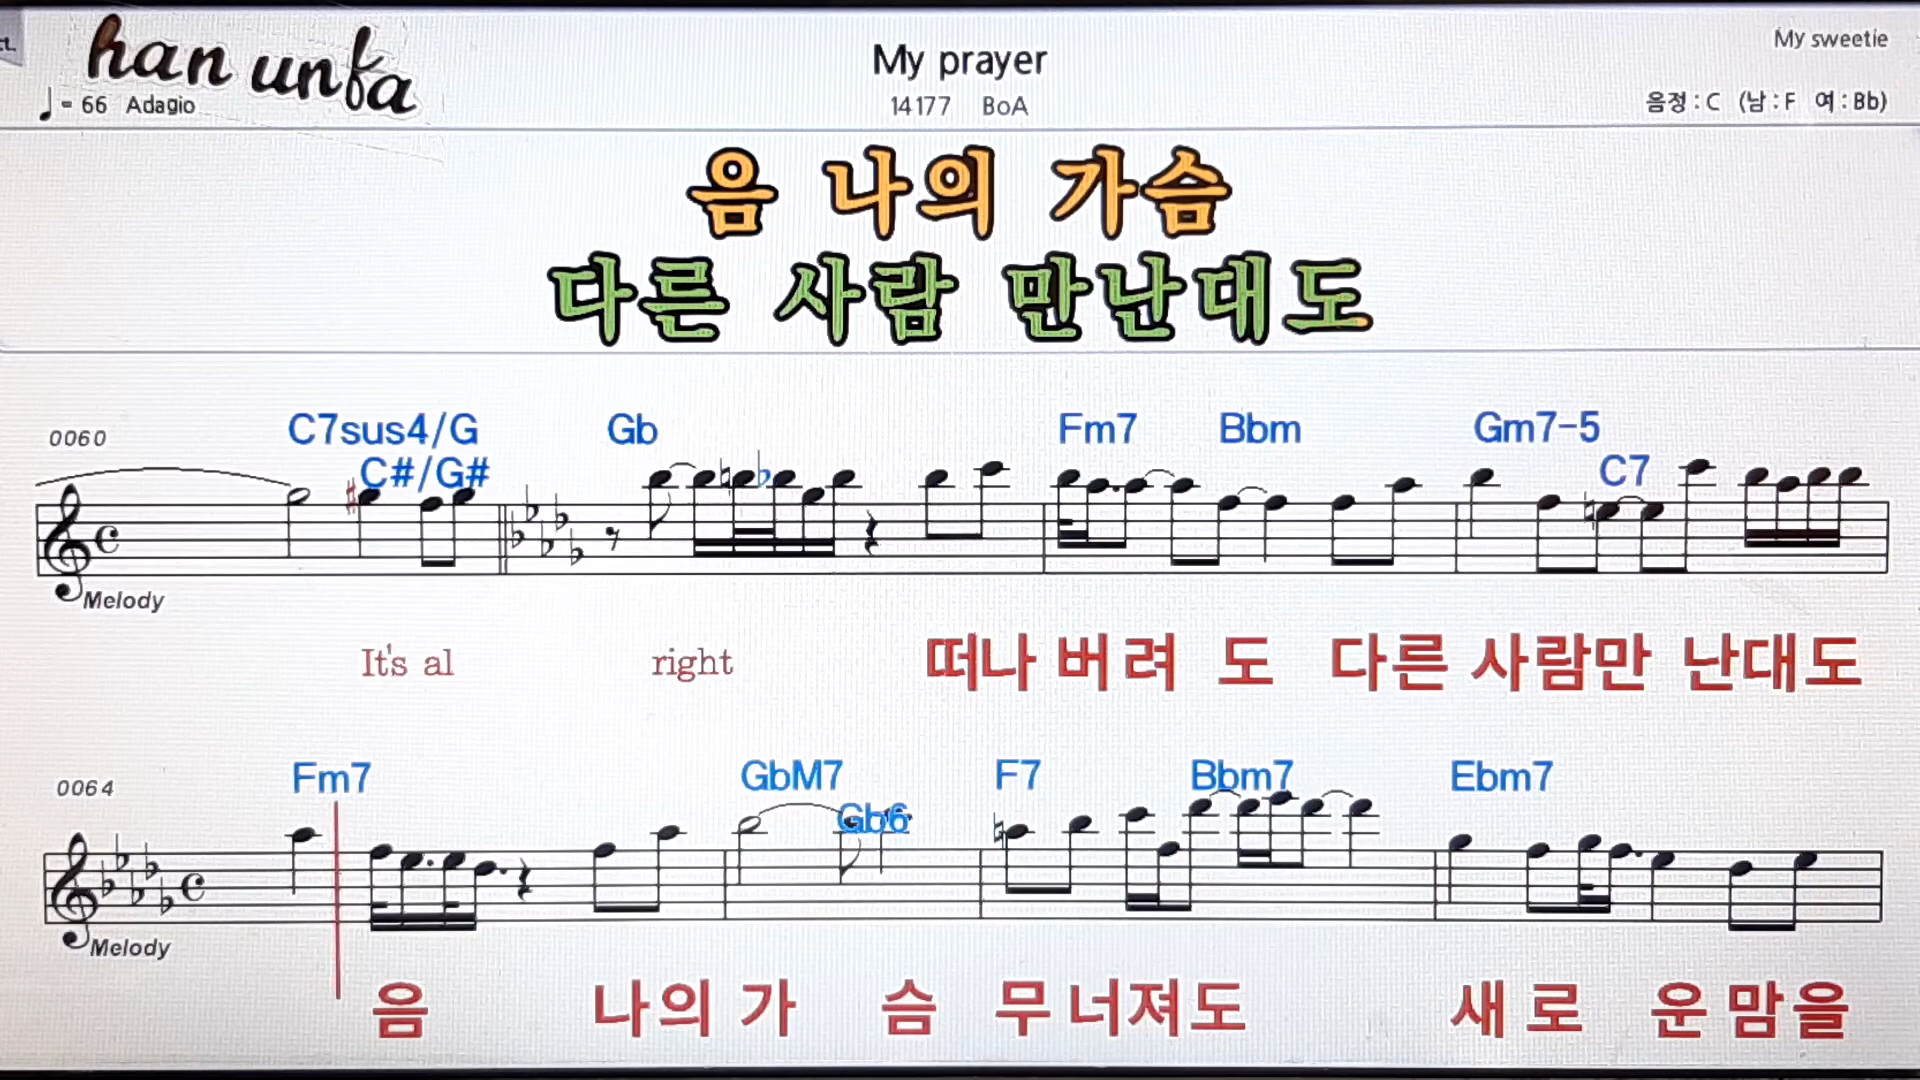 han unfa
♩= 66 Adagio
My prayer
14177 BoA
My sweetie
음정 : C (남 : F 여 : Bb)
음 나의 가슴
다른 사람 만난대도
0060
C7sus4/G C#/G# Gb Fm7 Bbm Gm7-5 C7
Melody
It's al right 떠나 버려 도 다른 사람만 난대도
0064
Fm7 GbM7 Gb6 F7 Bbm7 Ebm7
Melody
음 나의 가 슴 무너져도 새로 운맘을